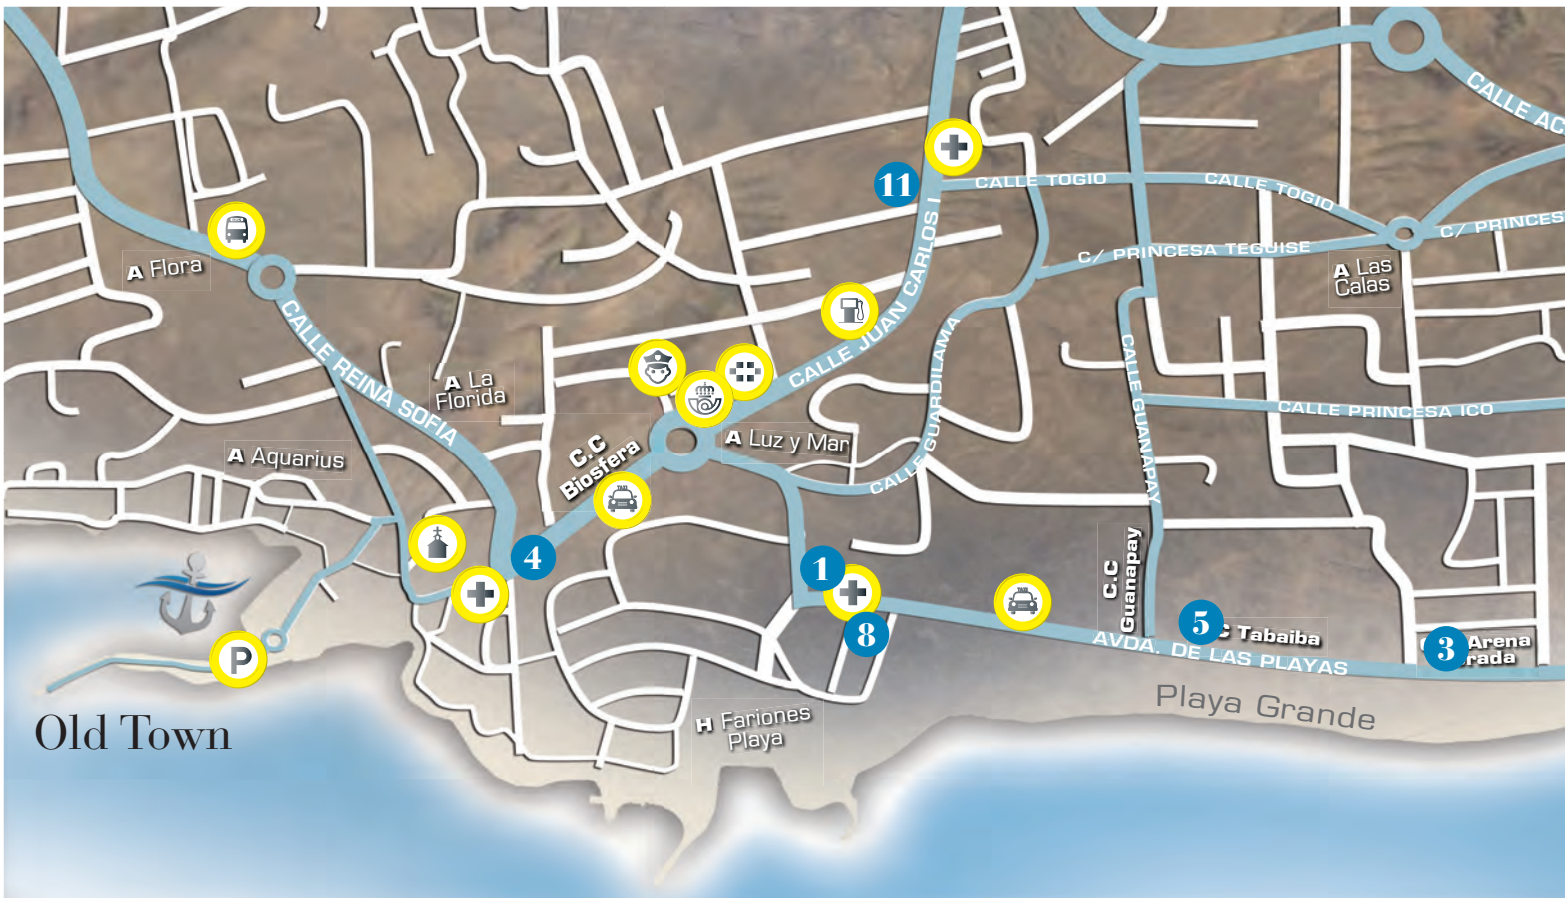 CALLE AC
11
CALLE TOGIO
CALLE TOGIO
C/ PRINCES
C/ PRINCESA TEGUISE
A Flora
A Las
Calas
CALLE JUAN CARLOS I
CALLE REINA SOFIA
CALLE GUARDILAMA
CALLE GUANAPAY
A La
Florida
CALLE PRINCESA ICO
A Luz y Mar
C.C
Biosfera
A Aquarius
TAXI
4
1
TAXI
C.C
Guanapay
8
5
C Tabaiba
3
Arena
rada
AVDA. DE LAS PLAYAS
P
Playa Grande
Old Town
H Fariones
Playa